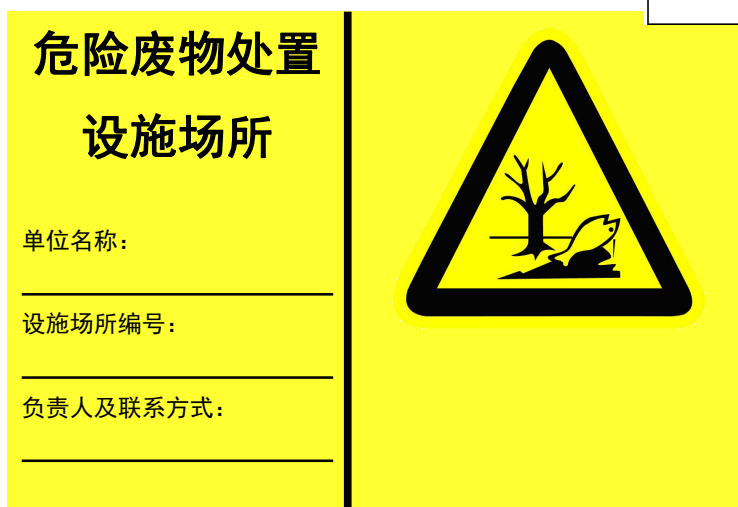 危险废物处置
设施场所
单位名称：
设施场所编号：
负责人及联系方式：